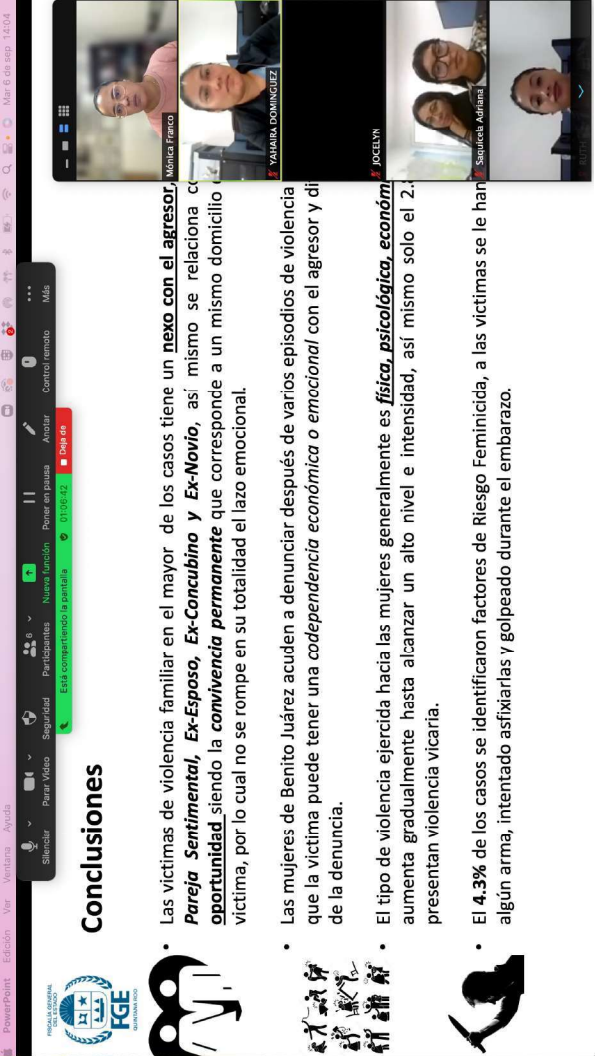 PowerPoint Edición Ver Ventana Ayuda
2
Mar 6 de sep 14:04
Silenciar Parar Video Seguridad Participantes 6 Nueva función Poner en pausa Anotar Control remoto Más
Está compartiendo la pantalla 01:06:42 Deja de
FISCALÍA GENERAL
DEL ESTADO
FGE
QUINTANA ROO
Conclusiones
• Las victimas de violencia familiar en el mayor de los casos tiene un nexo con el agresor,
Pareja Sentimental, Ex-Esposo, Ex-Concubino y Ex-Novio, así mismo se relaciona co
oportunidad siendo la convivencia permanente que corresponde a un mismo domicilio
víctima, por lo cual no se rompe en su totalidad el lazo emocional.
• Las mujeres de Benito Juárez acuden a denunciar después de varios episodios de violencia
que la victima puede tener una codependencia económica o emocional con el agresor y di
de la denuncia.
• El tipo de violencia ejercida hacia las mujeres generalmente es física, psicológica, económ
aumenta gradualmente hasta alcanzar un alto nivel e intensidad, así mismo solo el 2.
presentan violencia vicaria.
• El 4.3% de los casos se identificaron factores de Riesgo Feminicida, a las victimas se le han
algún arma, intentado asfixiarlas y golpeado durante el embarazo.
Mónica Franco
YAHAIRA DOMINGUEZ
JOCELYN
Saquicela Adriana
RUTH